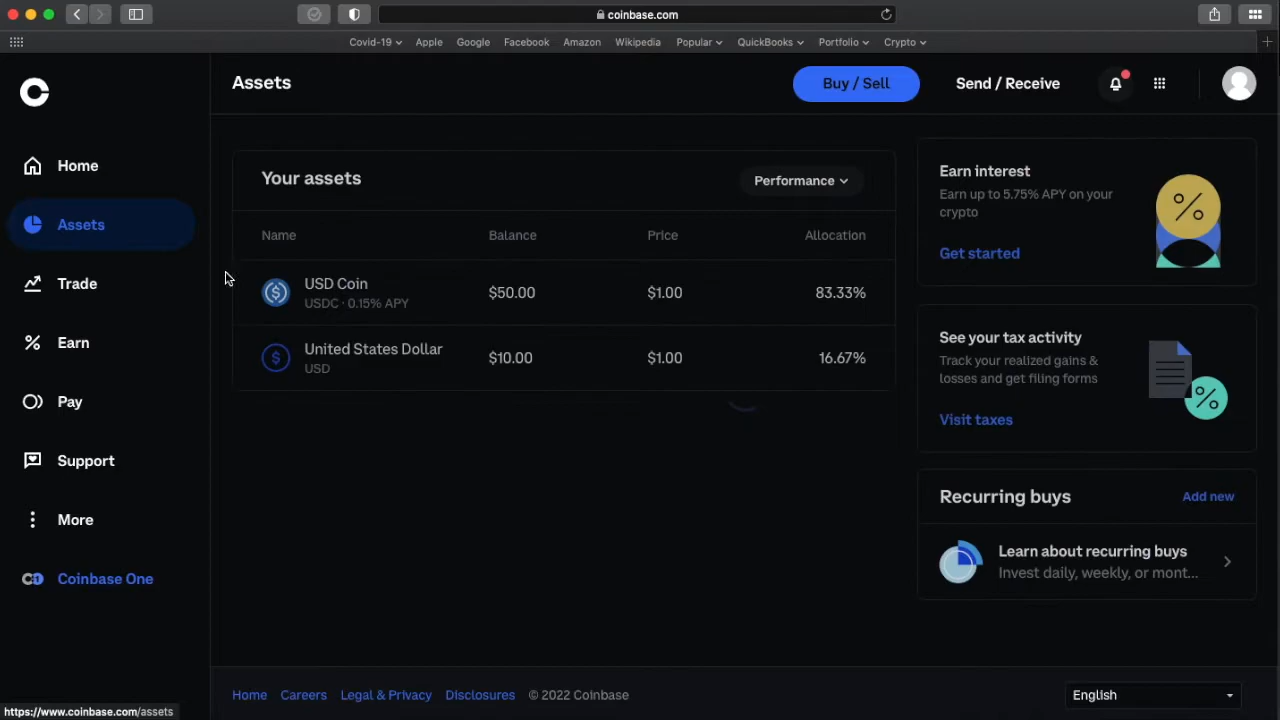 coinbase.com
Covid-19 Apple Google Facebook Amazon Wikipedia Popular QuickBooks Portfolio Crypto
Assets
Buy / Sell
Send / Receive
Home
Assets
Trade
Earn
Pay
Support
More
Coinbase One
Your assets
Performance
Name Balance Price Allocation
USD Coin
USDC · 0.15% APY
$50.00 $1.00 83.33%
United States Dollar
USD
$10.00 $1.00 16.67%
Earn interest
Earn up to 5.75% APY on your
crypto
Get started
See your tax activity
Track your realized gains &
losses and get filing forms
Visit taxes
Recurring buys Add new
Learn about recurring buys
Invest daily, weekly, or mont...
Home Careers Legal & Privacy Disclosures © 2022 Coinbase
English
https://www.coinbase.com/assets